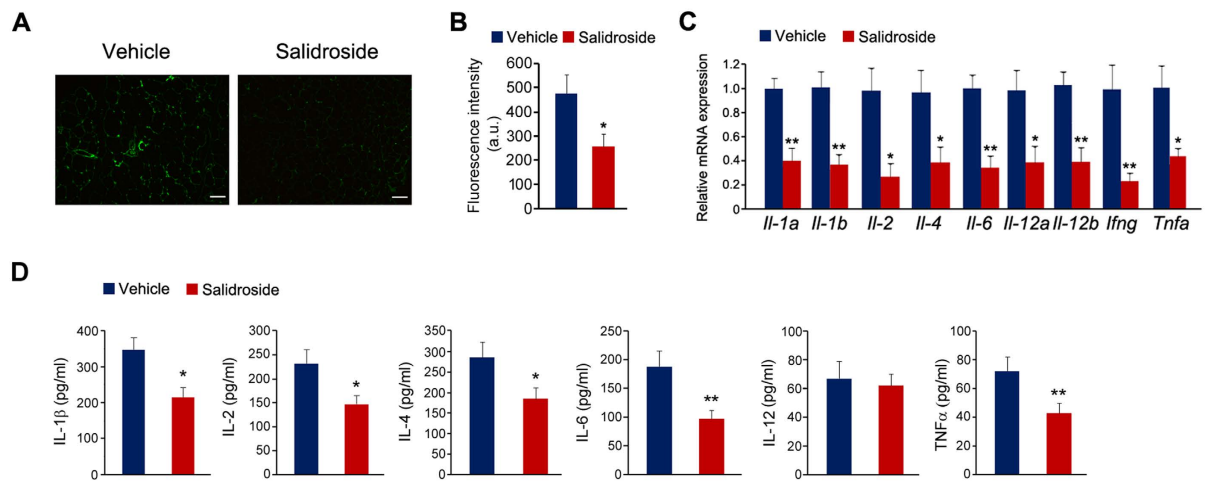 A
Vehicle
Salidroside
B
Vehicle
Salidroside
Fluorescence intensity
(a.u.)
600
500
400
300
200
100
0
*
C
Vehicle
Salidroside
Relative mRNA expression
1.2
1.0
0.8
0.6
0.4
0.2
0
** ** * * ** * ** ** *
Il-1a Il-1b Il-2 Il-4 Il-6 Il-12a Il-12b Ifng Tnfa
D
Vehicle
Salidroside
IL-1β (pg/ml)
400
300
200
100
0
*
IL-2 (pg/ml)
300
250
200
150
100
50
0
*
IL-4 (pg/ml)
350
300
250
200
150
100
50
0
*
IL-6 (pg/ml)
250
200
150
100
50
0
**
IL-12 (pg/ml)
100
80
60
40
20
0
TNFα (pg/ml)
100
80
60
40
20
0
**